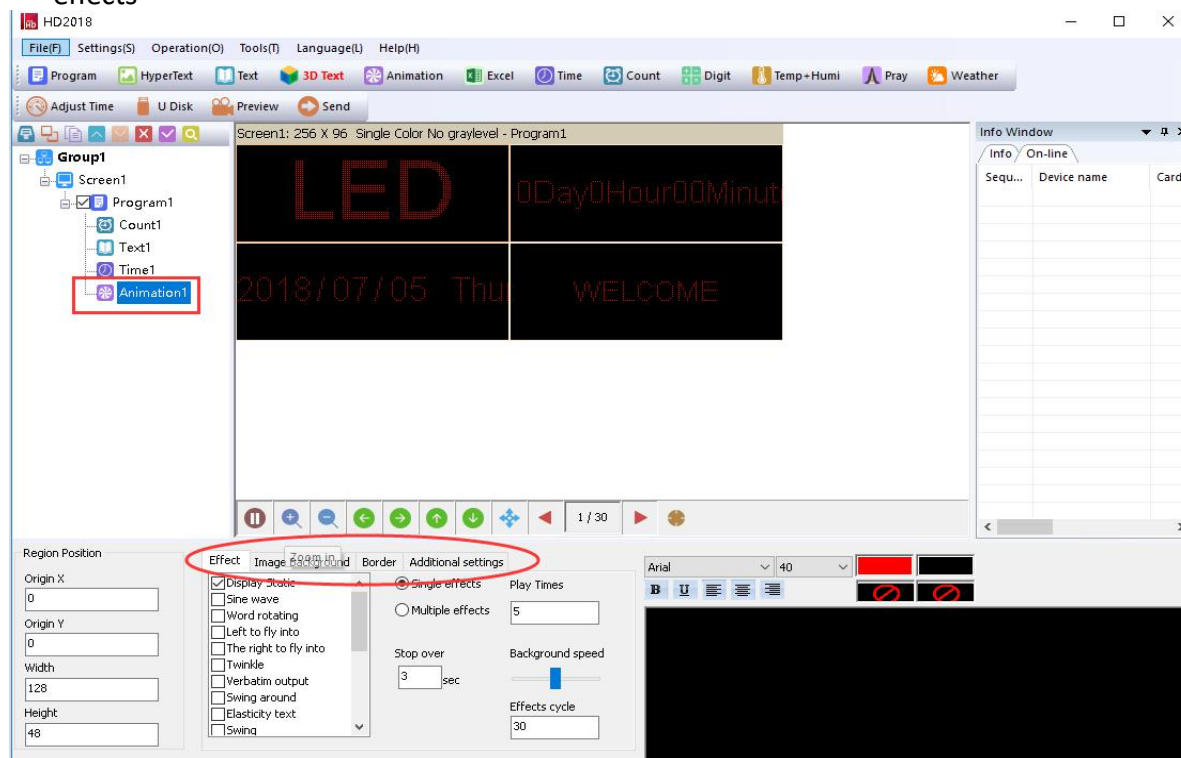 effects
HD2018
File(F) Settings(S) Operation(O) Tools(T) Language(L) Help(H)
Program HyperText Text 3D Text Animation Excel Time Count Digit Temp+Humi Pray Weather
Adjust Time U Disk Preview Send
Screen1: 256 X 96 Single Color No graylevel - Program1
Info Window
Info On-line
Sequ... Device name Card
Group1
Screen1
Program1
Count1
Text1
Time1
Animation1
LED
0Day0Hour00Minut
2018/07/05 Thu
WELCOME
1 / 30
Region Position
Origin X
0
Origin Y
0
Width
128
Height
48
Effect Image Background Border Additional settings
Zoom in
Display Static
Sine wave
Word rotating
Left to fly into
The right to fly into
Twinkle
Verbatim output
Swing around
Elasticity text
Swing
Single effects
Multiple effects
Stop over
3 sec
Play Times
5
Background speed
Effects cycle
30
Arial 40
B U